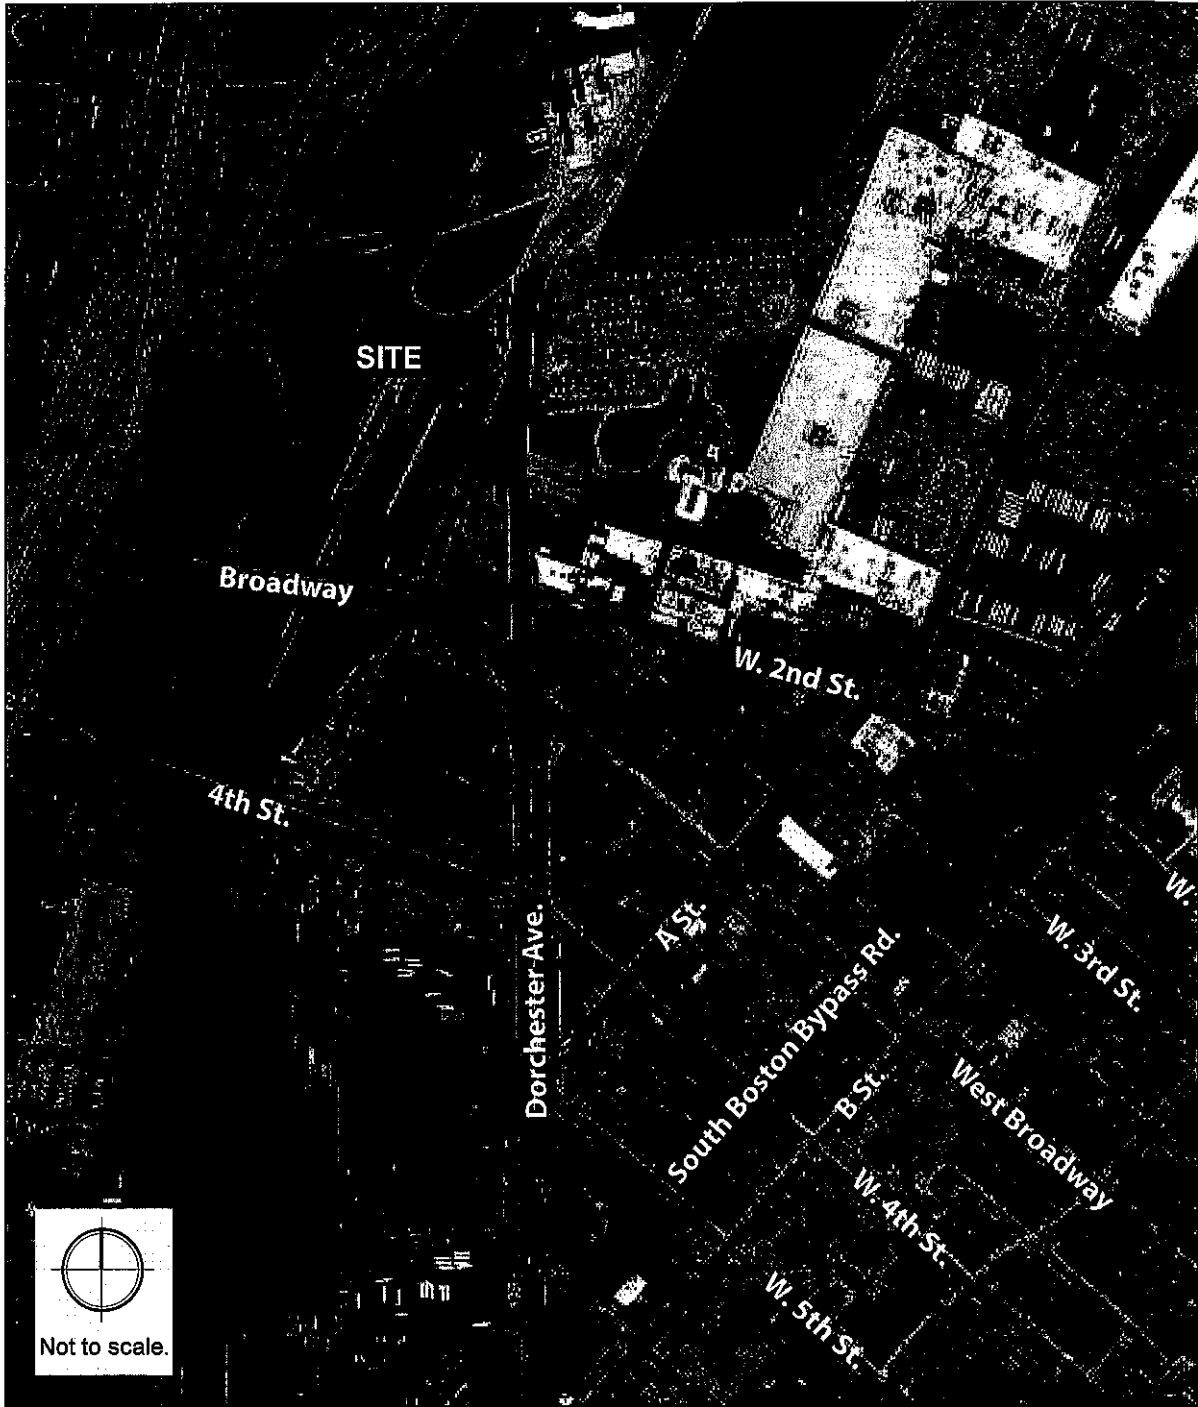 SITE
Broadway
W. 2nd St.
4th St.
W.
A St.
W. 3rd St.
Dorchester Ave.
South Boston Bypass Rd.
B St.
West Broadway
W. 4th St.
W. 5th St.
Not to scale.